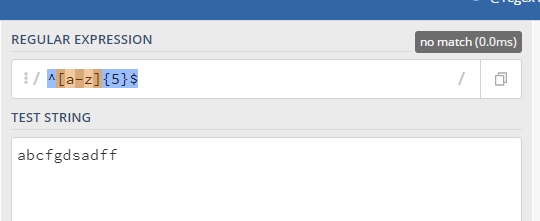 REGULAR EXPRESSION
no match (0.0ms)
/ ^[a-z]{5}$ /
TEST STRING
abcfgdsadff